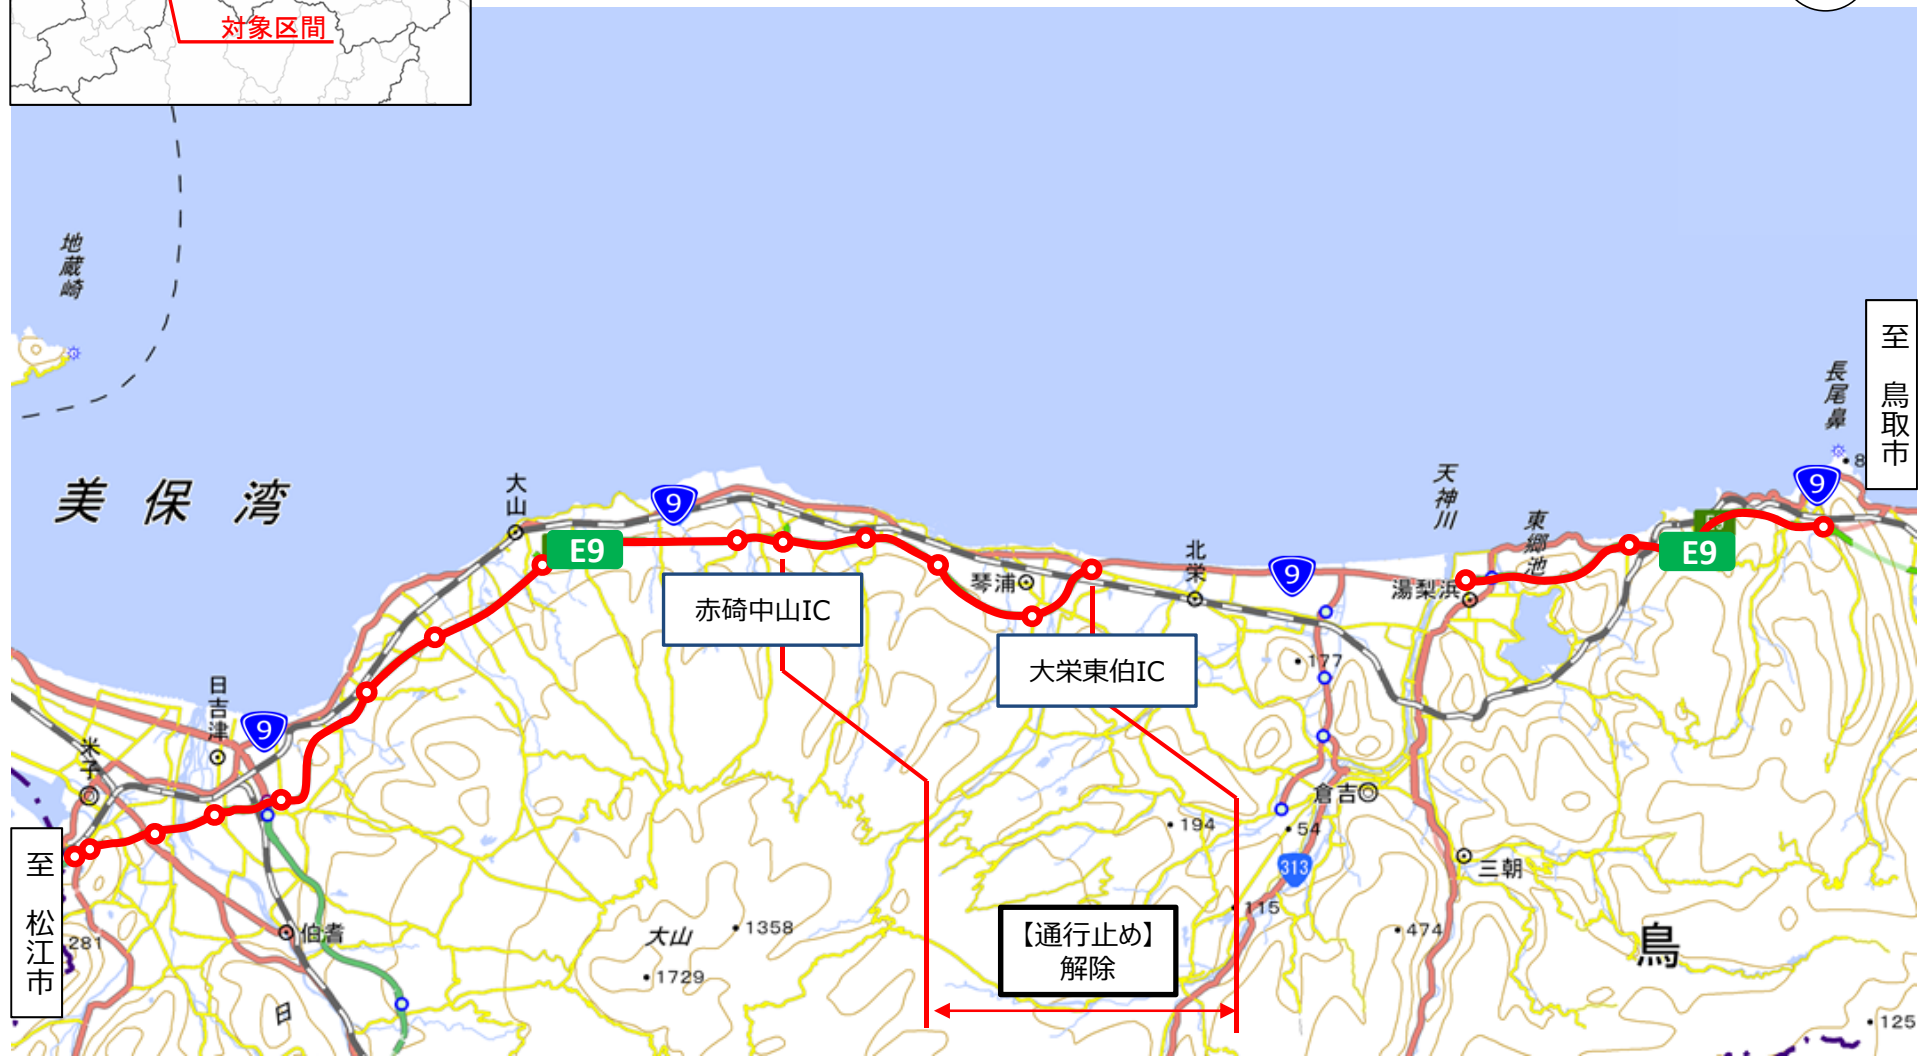 対象区間
地蔵崎
美保湾
大山
9
E9
赤碕中山IC
琴浦
大栄東伯IC
北栄
9
天神川
湯梨浜
東郷池
E9
9
長尾鼻
8
至 鳥取市
日吉津
9
米子
177
倉吉
194
54
313
三朝
至 松江市
281
伯耆
大山
1358
1729
日
115
474
【通行止め】
解除
鳥
125